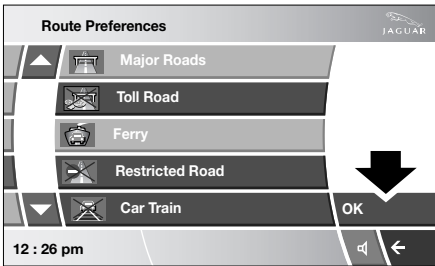 Route Preferences
JAGUAR
Major Roads
Toll Road
Ferry
Restricted Road
Car Train
OK
12 : 26 pm